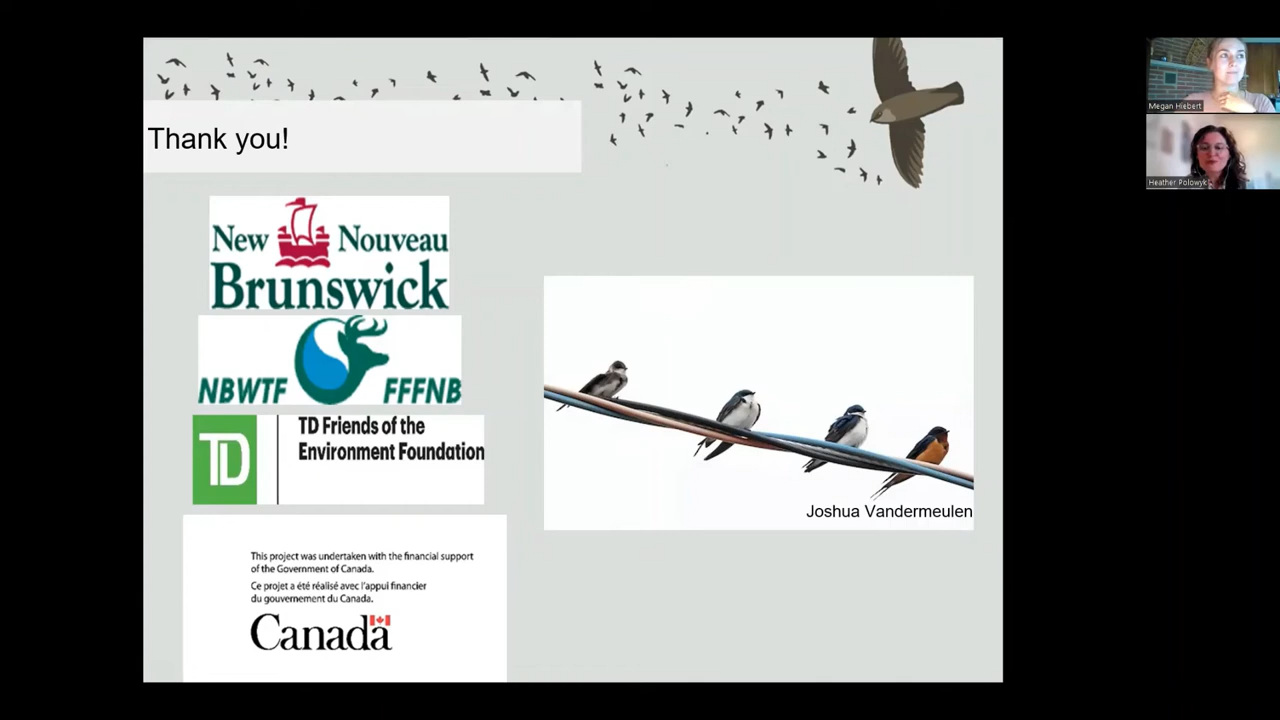 Thank you!
New Nouveau
Brunswick
NBWTF FFFNB
TD
TD Friends of the
Environment Foundation
This project was undertaken with the financial support
of the Government of Canada.
Ce projet a été réalisé avec l'appui financier
du gouvernement du Canada.
Canada
Joshua Vandermeulen
Megan Hiebert
Heather Polowyk